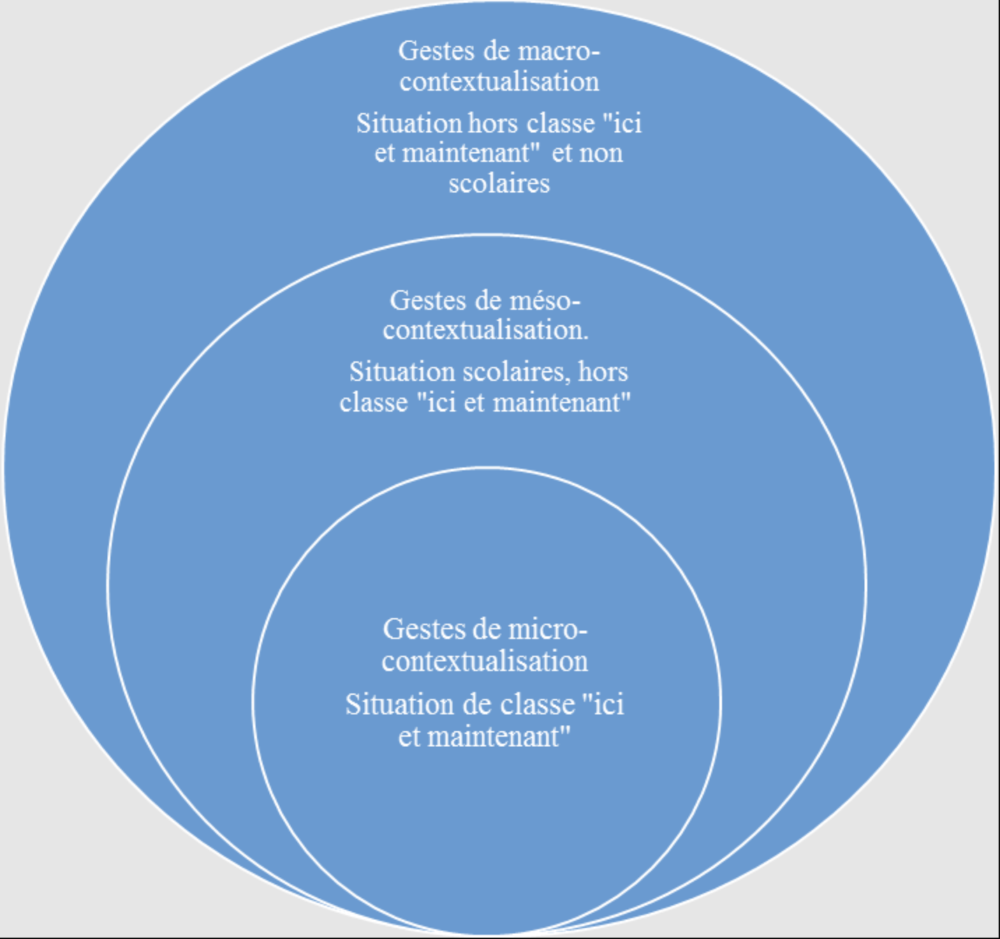 Gestes de macro-
contextualisation
Situation hors classe "ici
et maintenant"  et non
scolaires
Gestes de méso-
contextualisation.
Situation scolaires, hors
classe "ici et maintenant"
Gestes de micro-
contextualisation
Situation de classe "ici
et maintenant"